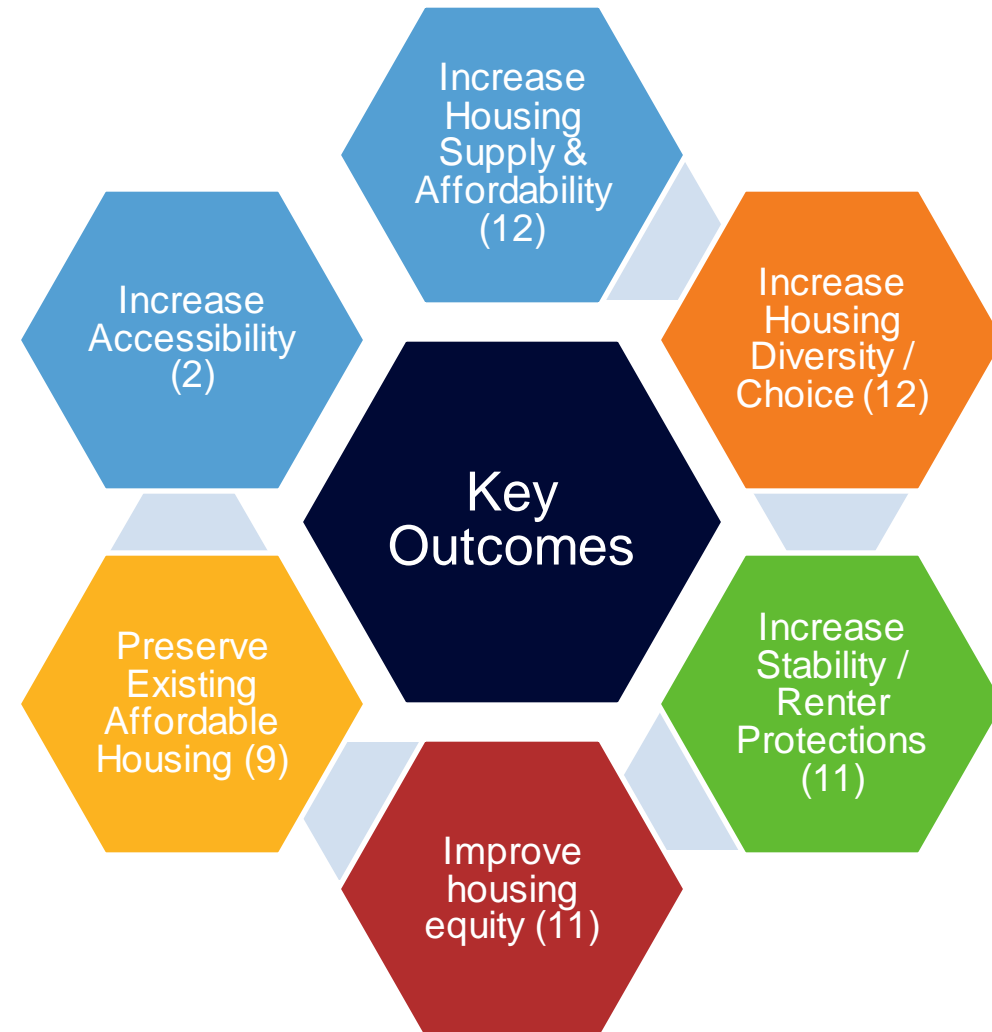 Increase
Housing
Supply &
Affordability
(12)
Increase
Housing
Diversity /
Choice (12)
Increase
Stability /
Renter
Protections
(11)
Improve
housing
equity (11)
Preserve
Existing
Affordable
Housing (9)
Increase
Accessibility
(2)
Key
Outcomes